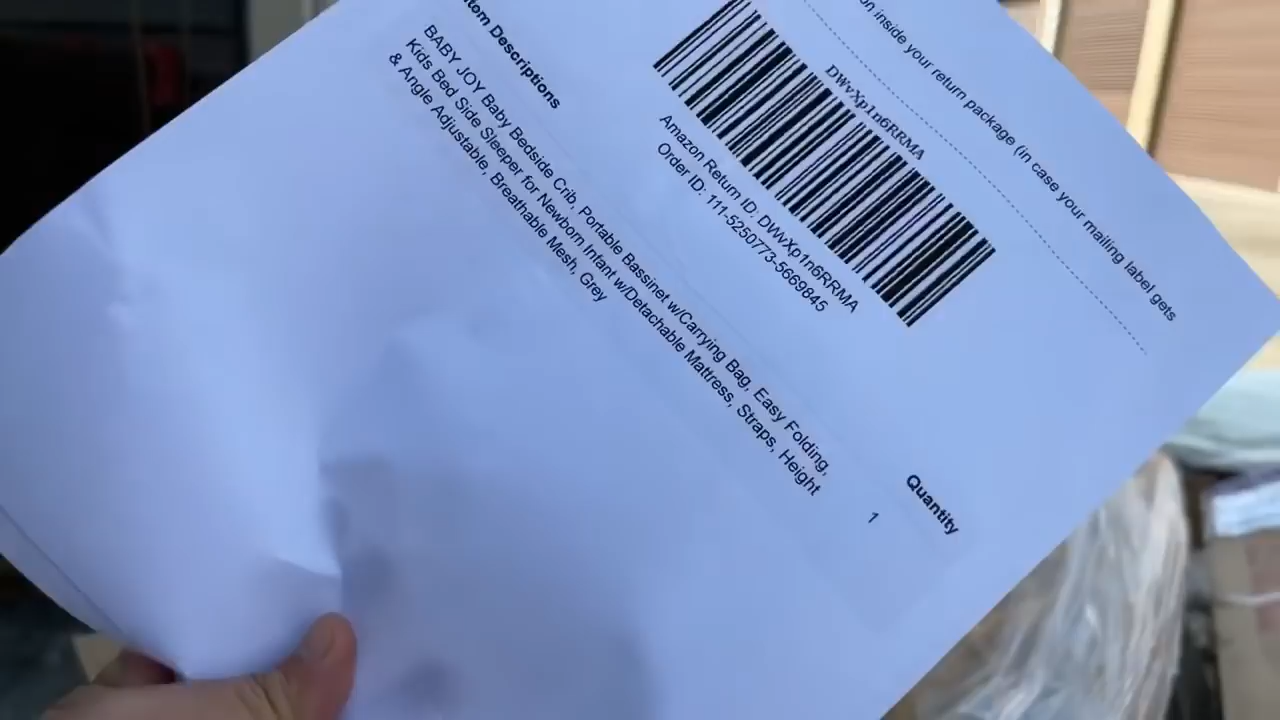 on inside your return package (in case your mailing label gets
DWvXp1n6RRMA
Amazon Return ID: DWvXp1n6RRMA
Order ID: 111-5250773-5669845
tom Descriptions
Quantity
BABY JOY Baby Bedside Crib, Portable Bassinet w/Carrying Bag, Easy Folding,
Kids Bed Side Sleeper for Newborn Infant w/Detachable Mattress, Straps, Height
& Angle Adjustable, Breathable Mesh, Grey
1